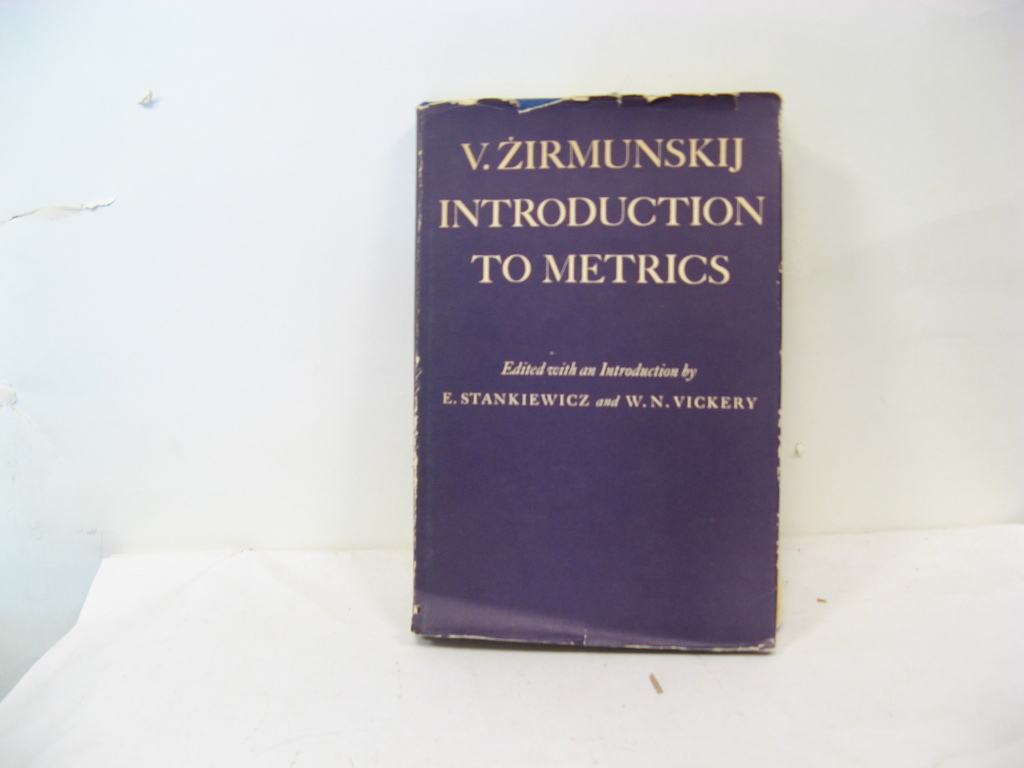 V. ŻIRMUNSKIJ
INTRODUCTION
TO METRICS
Edited with an Introduction by
E. STANKIEWICZ and W. N. VICKERY